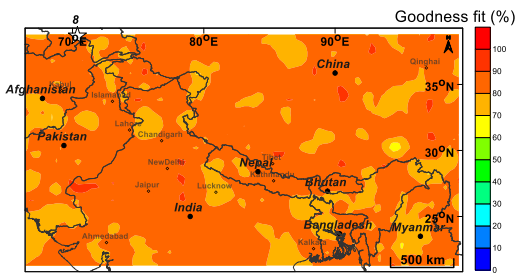 Goodness fit (%)
8
70°E 80°E 90°E
N
China
Qinghai
Kabul
Afghanistan
Islamabad
35°N
Lahore
Pakistan
Chandigarh
30°N
Tibet
NewDelhi
Nepal
Kathmandu
Jaipur
Lucknow
Bhutan
India
25°N
Bangladesh
Myanmar
Ahmedabad
Kalkata
500 km
100
90
80
70
60
50
40
30
20
10
0